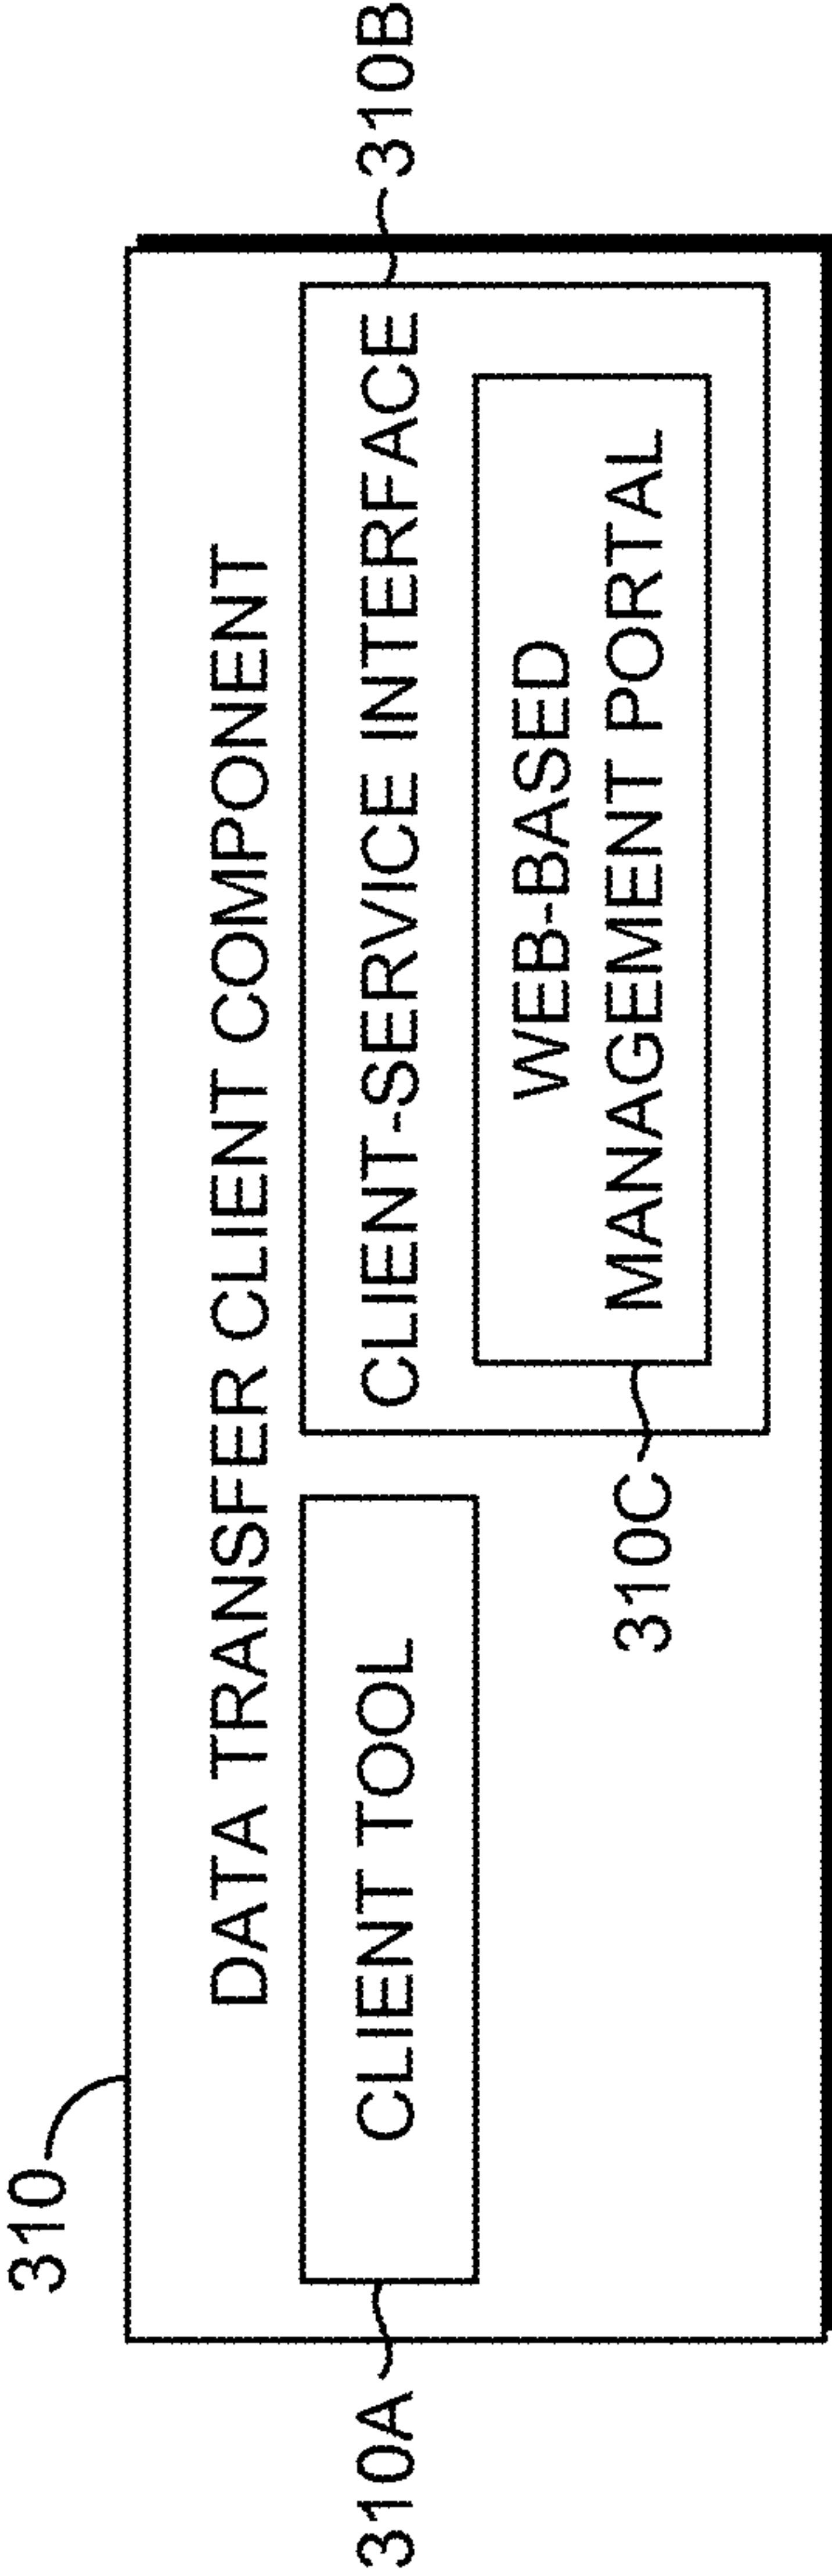 310
DATA TRANSFER CLIENT COMPONENT
310A
CLIENT TOOL
CLIENT-SERVICE INTERFACE
310B
WEB-BASED
MANAGEMENT PORTAL
310C